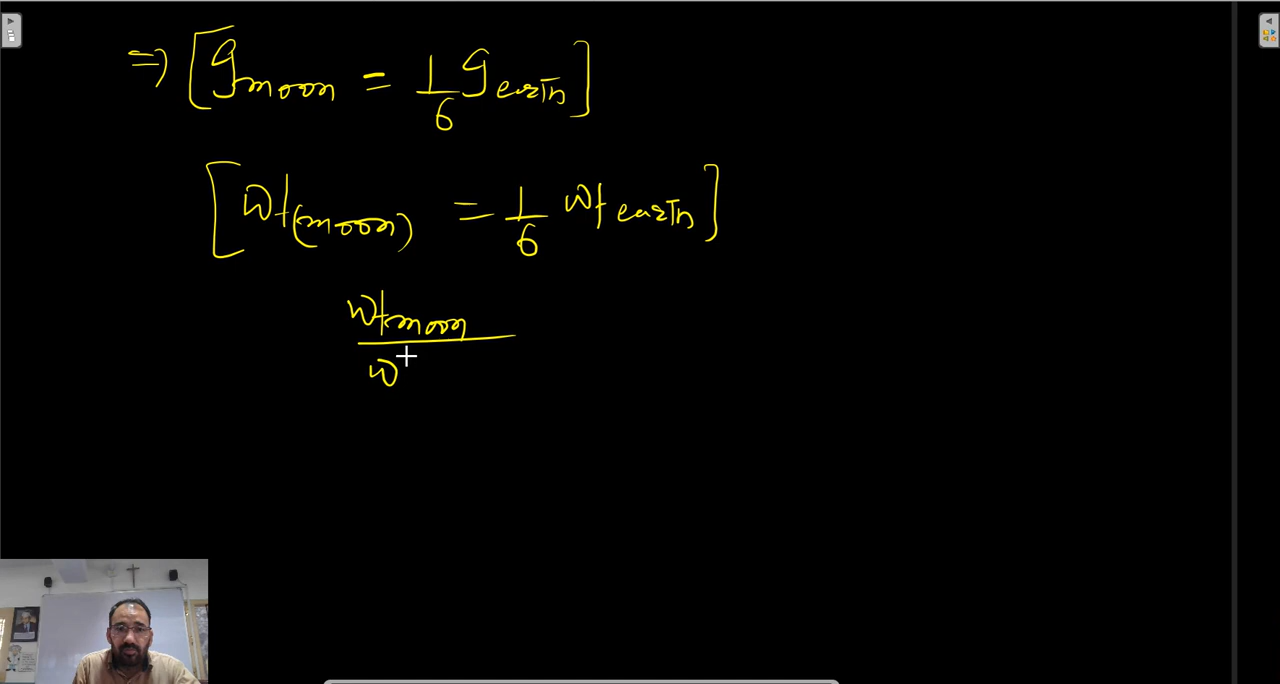 ⇒ [g moon = 1/6 g earth]
[wt(moon) = 1/6 wt earth]
wt moon
w